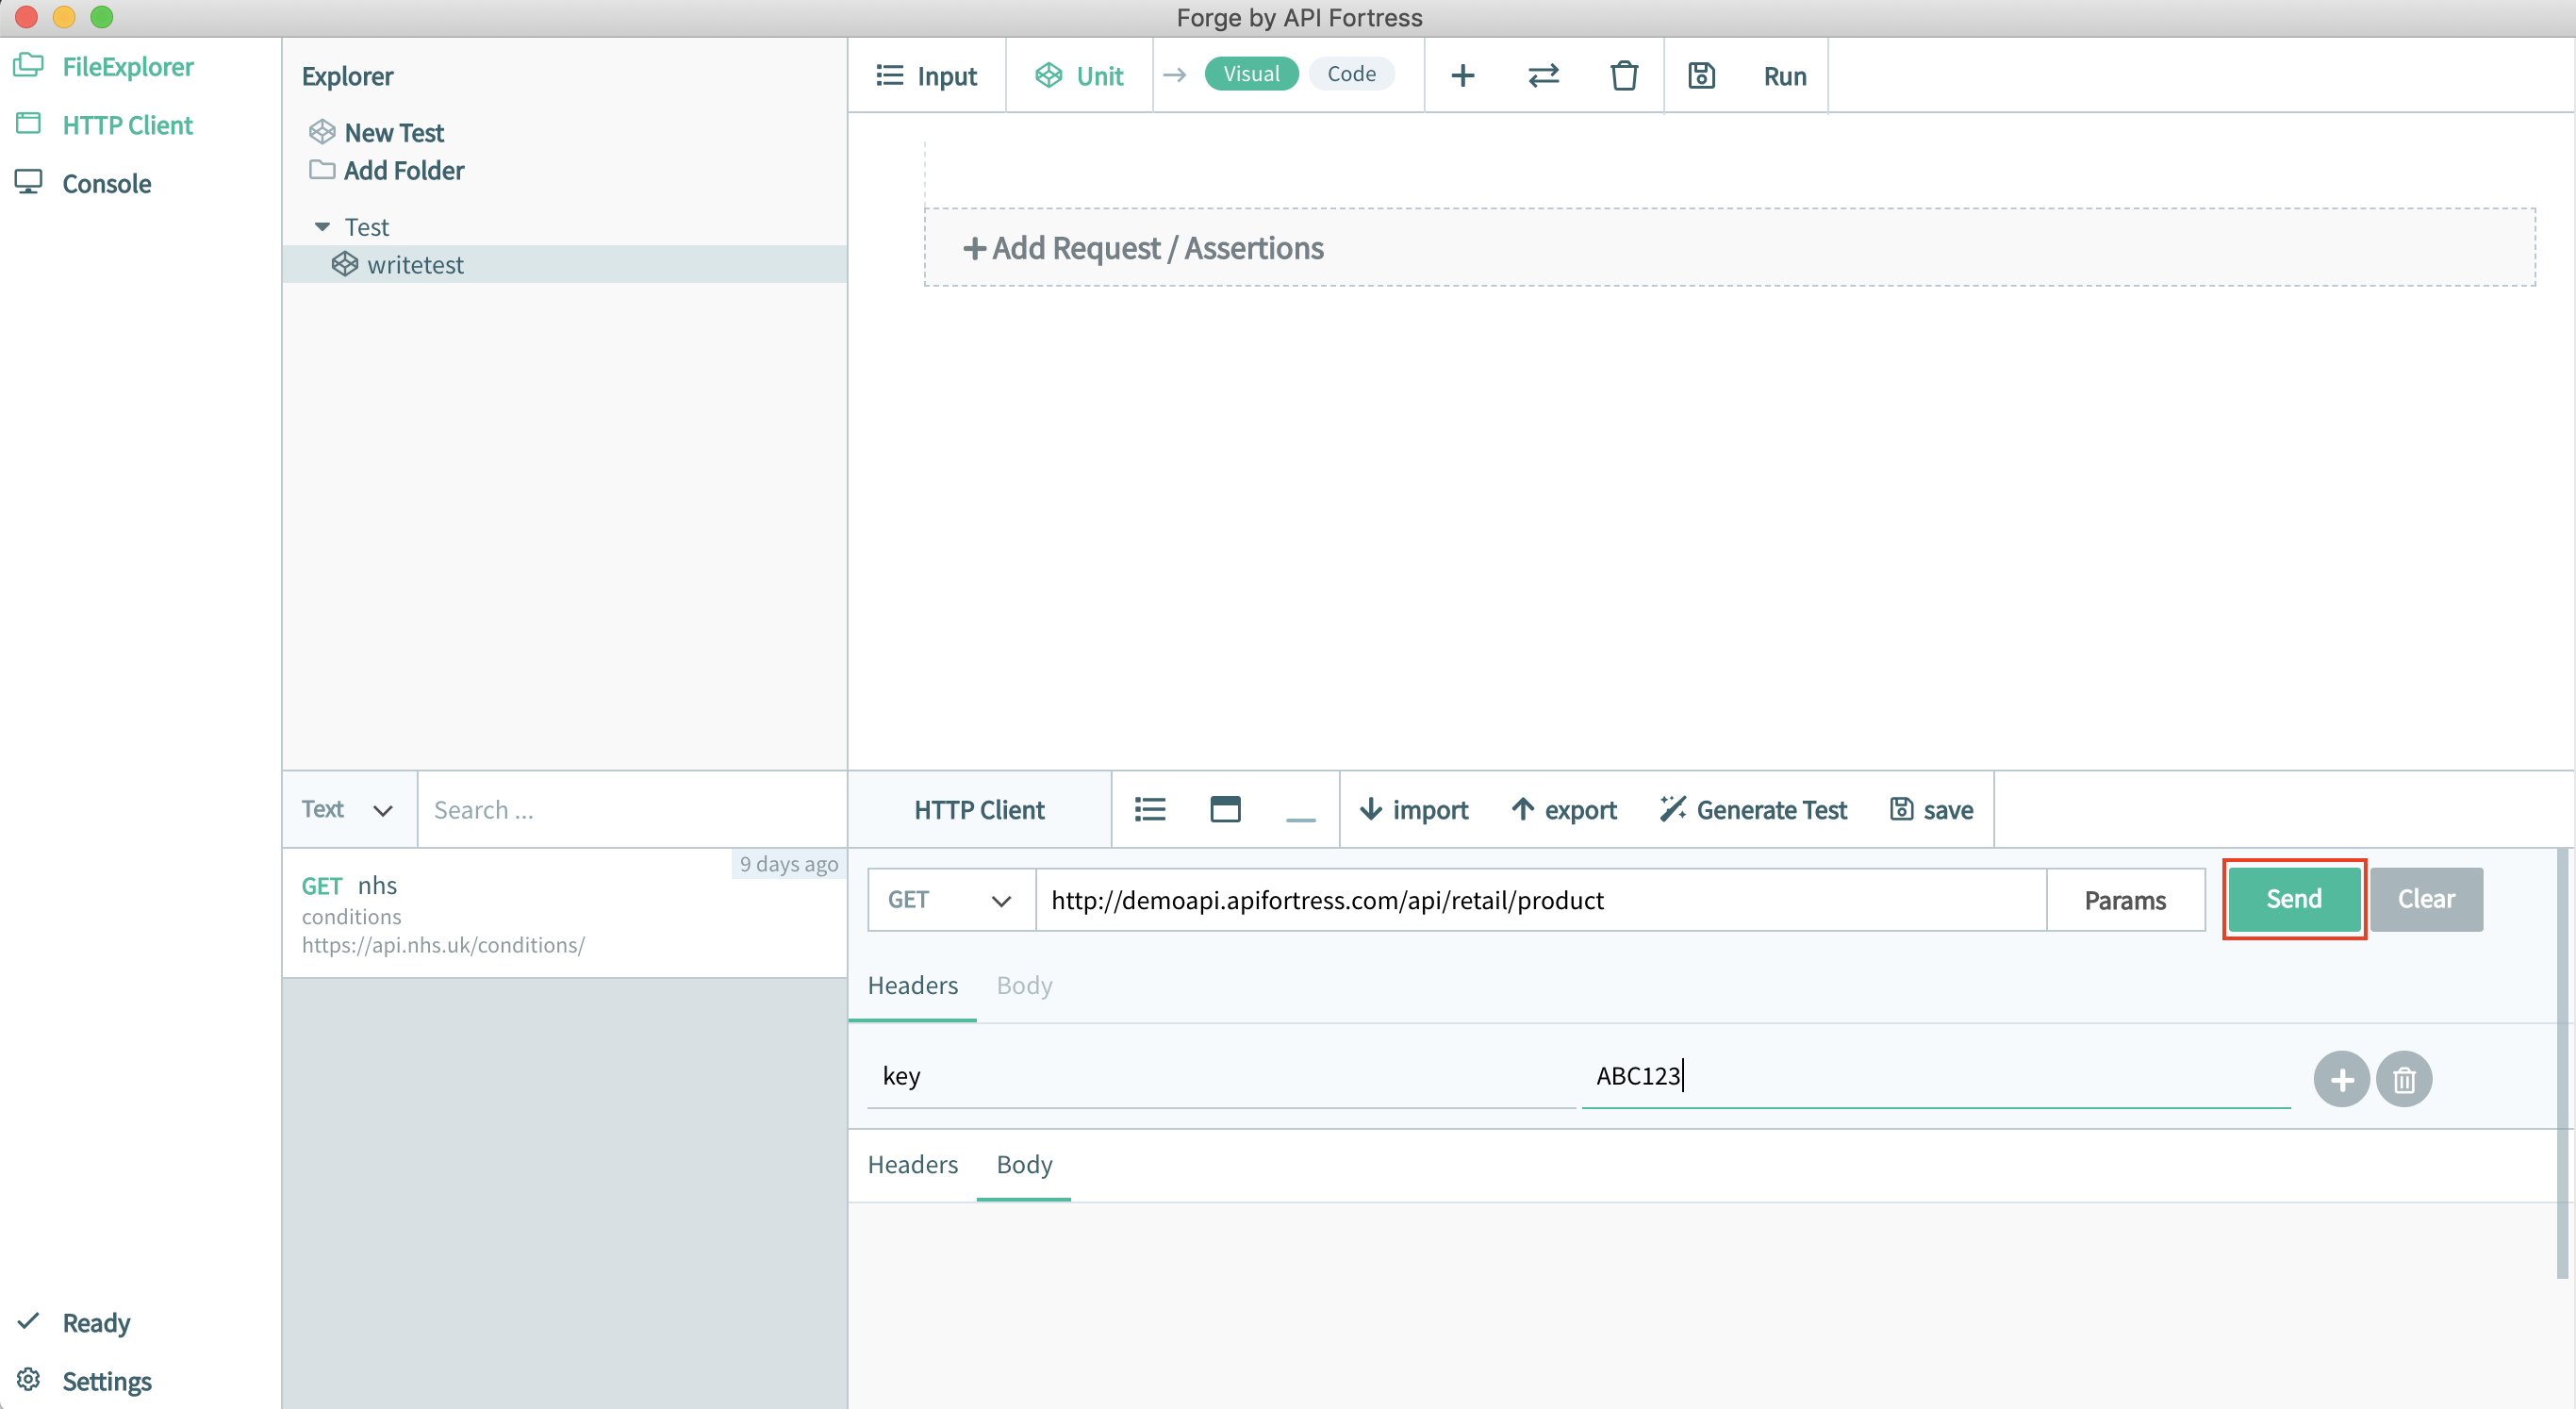 Forge by API Fortress
FileExplorer
HTTP Client
Console
Ready
Settings
Explorer
New Test
Add Folder
Test
writetest
Input
Unit
Visual
Code
Run
+ Add Request / Assertions
Text
Search ...
9 days ago
GET nhs
conditions
https://api.nhs.uk/conditions/
HTTP Client
import
export
Generate Test
save
GET
http://demoapi.apifortress.com/api/retail/product
Params
Send
Clear
Headers Body
key
ABC123
Headers Body